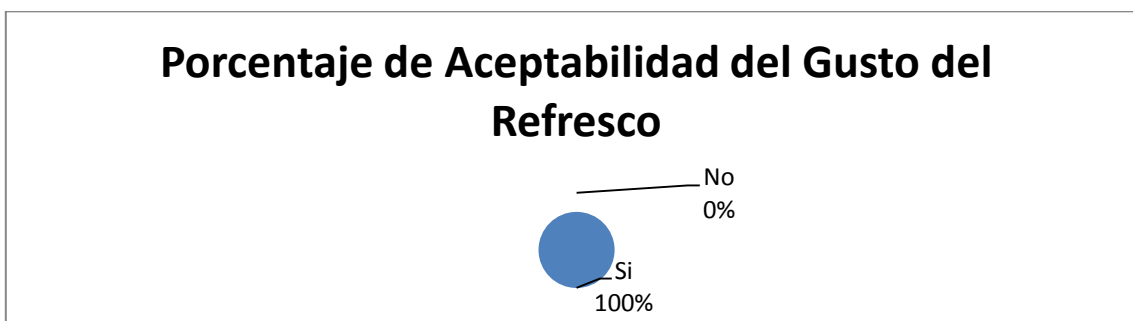 Porcentaje de Aceptabilidad del Gusto del
Refresco
No
0%
Si
100%